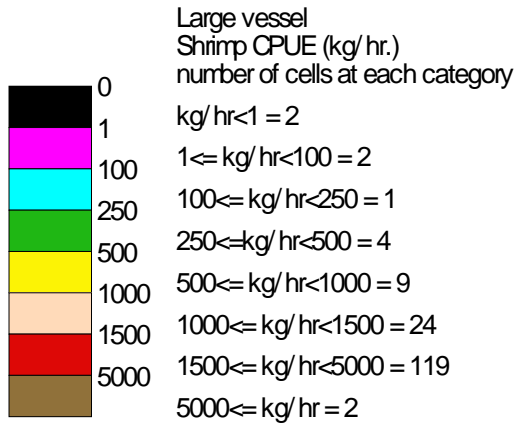 Large vessel
Shrimp CPUE (kg/hr.)
number of cells at each category
0
kg/hr<1 = 2
1
1<= kg/hr<100 = 2
100
100<= kg/hr<250 = 1
250
250<=kg/hr<500 = 4
500
500<= kg/hr<1000 = 9
1000
1000<= kg/hr<1500 = 24
1500
1500<= kg/hr<5000 = 119
5000
5000<= kg/hr = 2